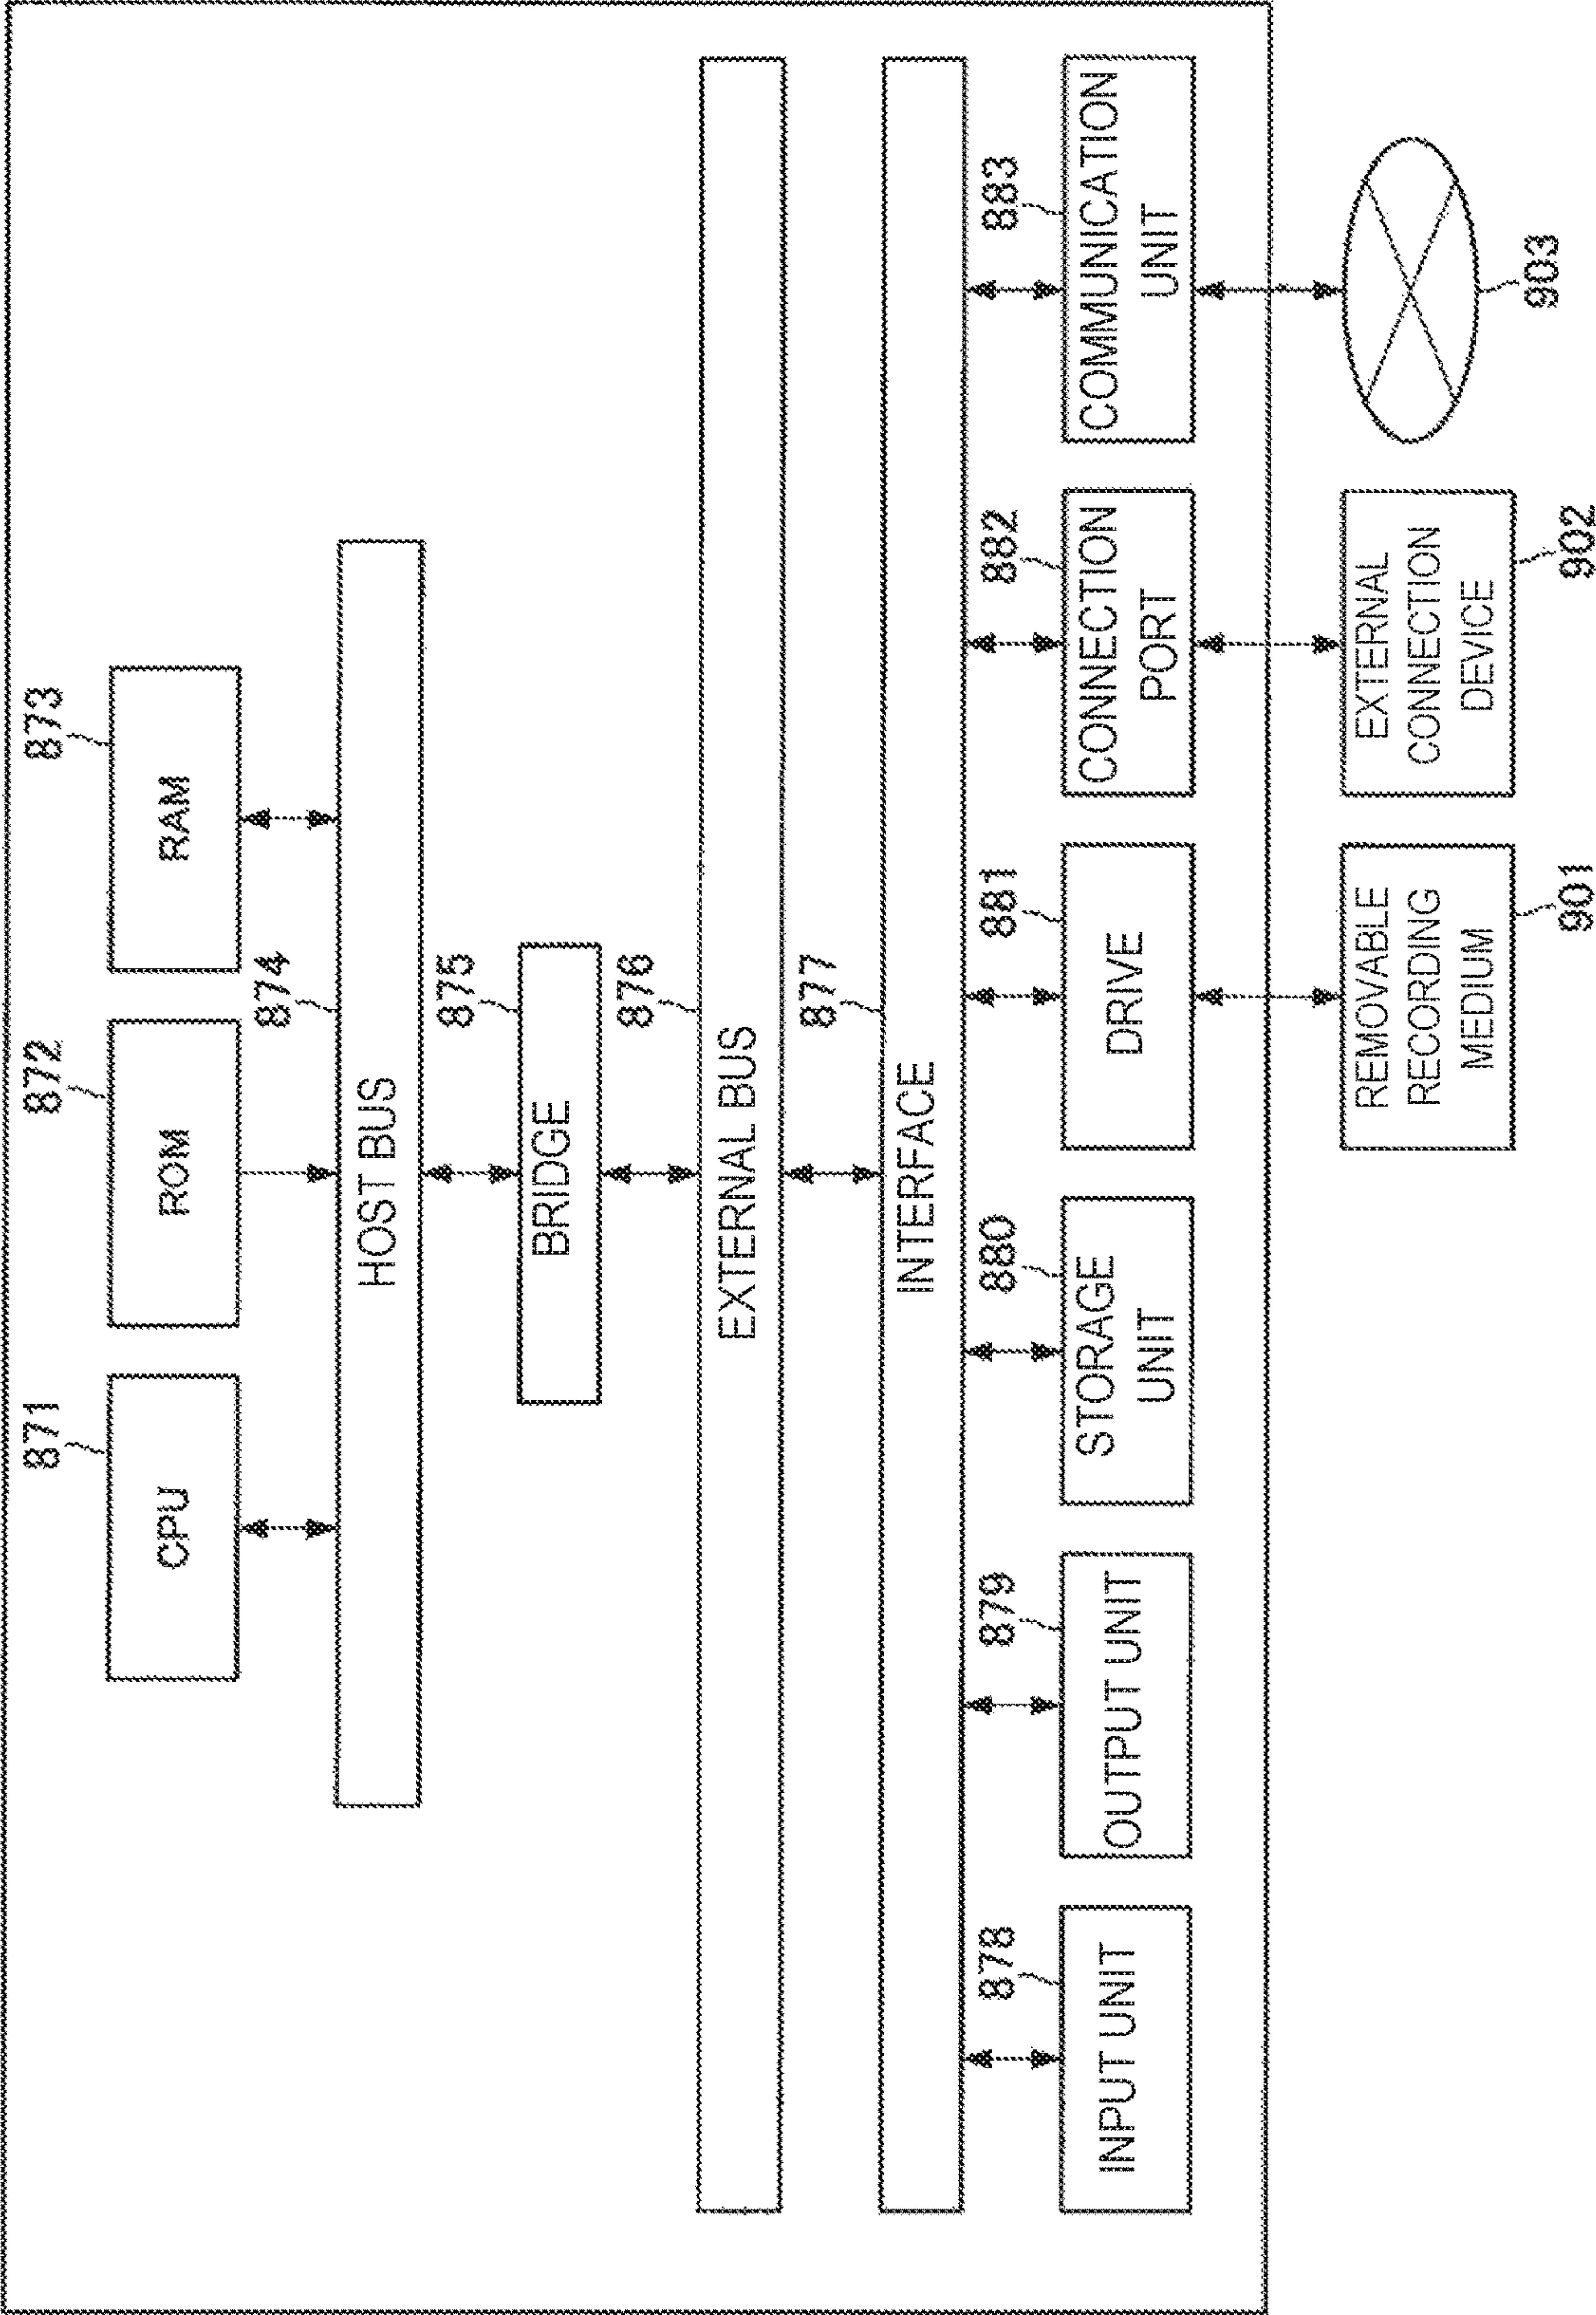 871
CPU
872
ROM
873
RAM
874
HOST BUS
875
BRIDGE
876
EXTERNAL BUS
877
INTERFACE
878
INPUT UNIT
879
OUTPUT UNIT
880
STORAGE
UNIT
881
DRIVE
882
CONNECTION
PORT
883
COMMUNICATION
UNIT
REMOVABLE
RECORDING
MEDIUM
901
EXTERNAL
CONNECTION
DEVICE
902
903